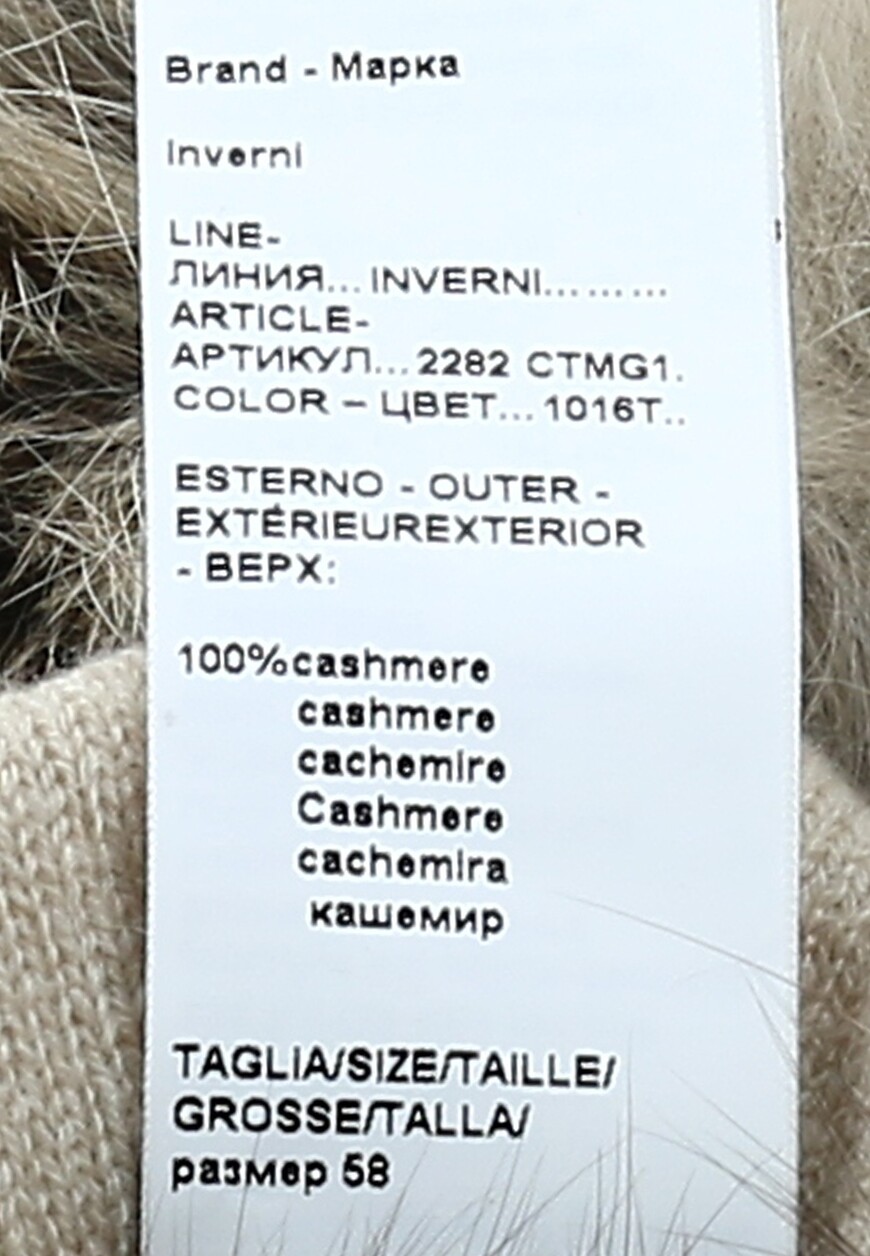 Brand - Марка
Inverni
LINE-
ЛИНИЯ... INVERNI.........
ARTICLE-
АРТИКУЛ...2282 CTMG1.
COLOR – ЦВЕТ...1016T..
ESTERNO - OUTER -
EXTÉRIEUREXTERIOR
- ВЕРХ:
100%cashmere
cashmere
cachemire
Cashmere
cachemira
кашемир
TAGLIA/SIZE/TAILLE/
GROSSE/TALLA/
размер 58